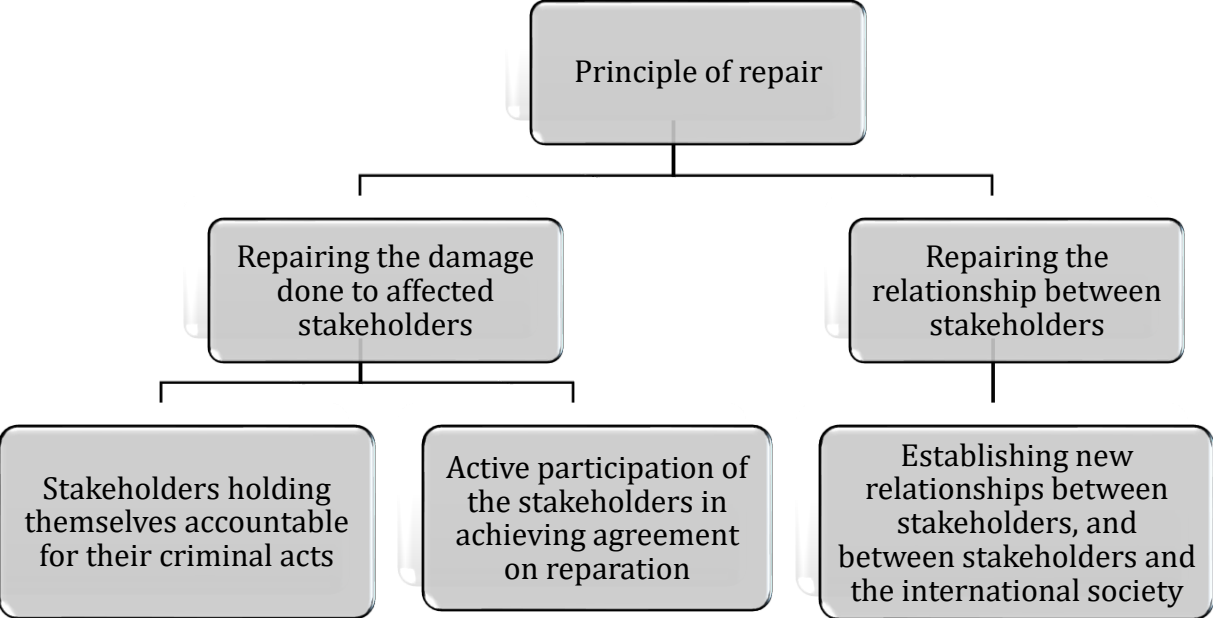 Principle of repair
Repairing the damage
done to affected
stakeholders
Repairing the
relationship between
stakeholders
Stakeholders holding
themselves accountable
for their criminal acts
Active participation of
the stakeholders in
achieving agreement
on reparation
Establishing new
relationships between
stakeholders, and
between stakeholders and
the international society